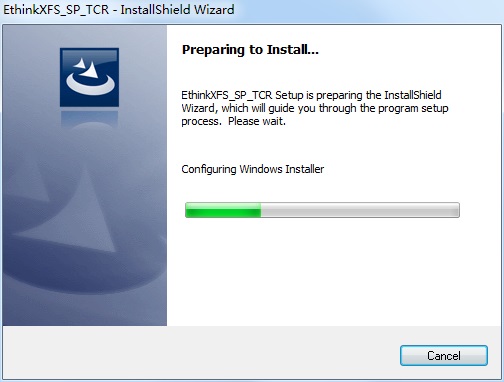 EthinkXFS_SP_TCR - InstallShield Wizard
Preparing to Install...
EthinkXFS_SP_TCR Setup is preparing the InstallShield
Wizard, which will guide you through the program setup
process. Please wait.
Configuring Windows Installer
Cancel